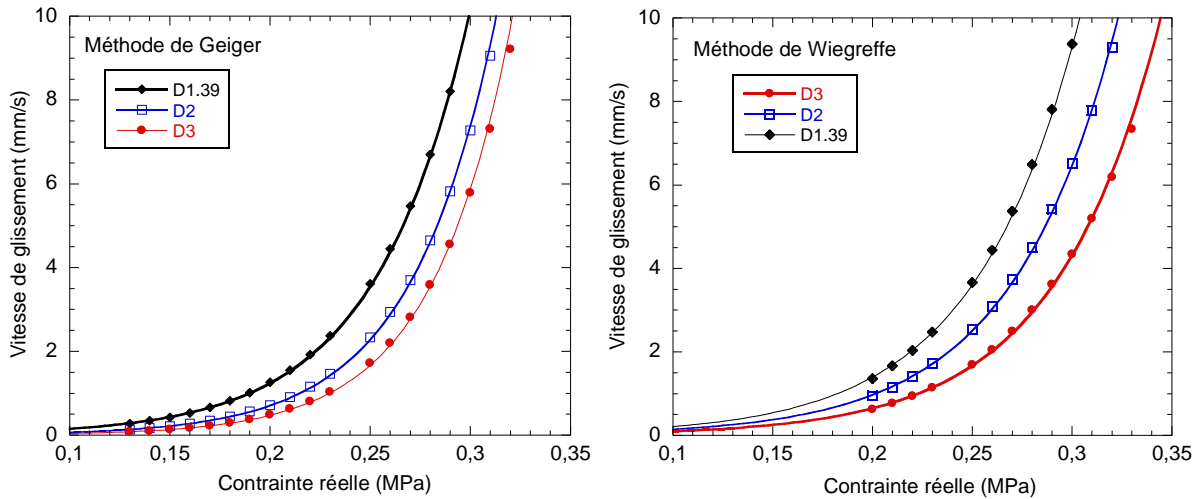 Méthode de Geiger
D1.39
D2
D3
Vitesse de glissement (mm/s)
10
8
6
4
2
0
0,1
0,15
0,2
0,25
0,3
0,35
Contrainte réelle (MPa)
Méthode de Wiegreffe
D3
D2
D1.39
Vitesse de glissement (mm/s)
10
8
6
4
2
0
0,1
0,15
0,2
0,25
0,3
0,35
Contrainte réelle (MPa)